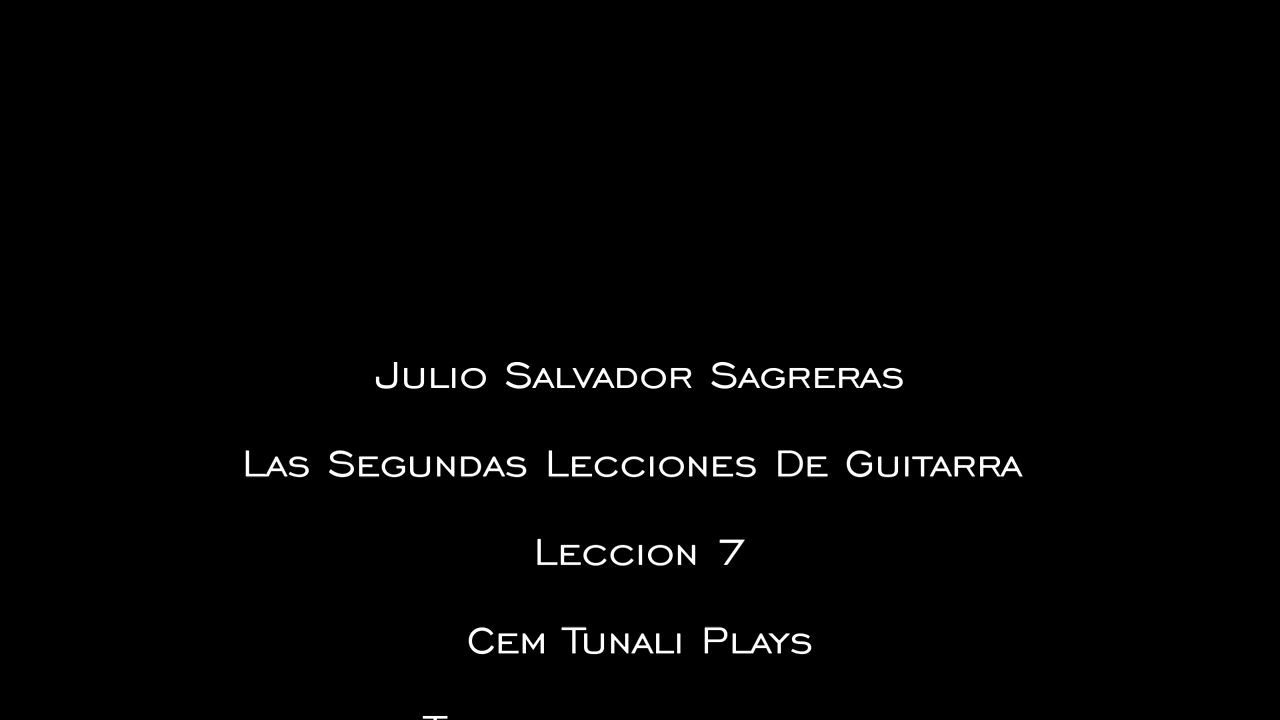 Julio Salvador Sagreras
Las Segundas Lecciones De Guitarra
Leccion 7
Cem Tunali Plays